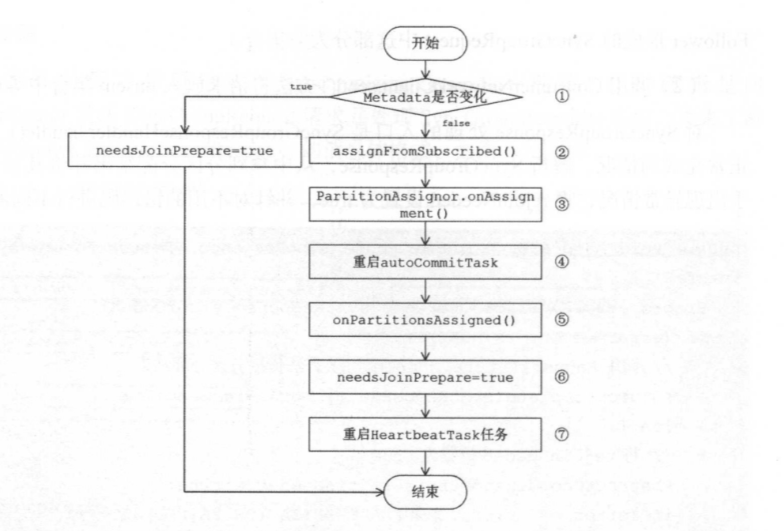 开始
Metadata是否变化
①
true
false
needsJoinPrepare=true
assignFromSubscribed()
②
PartitionAssignor.onAssign
ment()
③
重启autoCommitTask
④
onPartitionsAssigned()
⑤
needsJoinPrepare=true
⑥
重启HeartbeatTask任务
⑦
结束